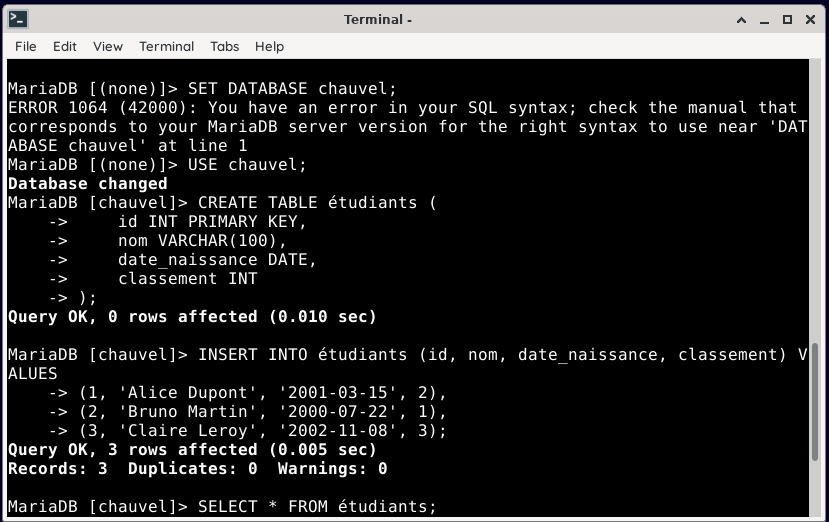 Terminal -
File Edit View Terminal Tabs Help
MariaDB [(none)]> SET DATABASE chauvel;
ERROR 1064 (42000): You have an error in your SQL syntax; check the manual that
corresponds to your MariaDB server version for the right syntax to use near 'DAT
ABASE chauvel' at line 1
MariaDB [(none)]> USE chauvel;
Database changed
MariaDB [chauvel]> CREATE TABLE étudiants (
    ->     id INT PRIMARY KEY,
    ->     nom VARCHAR(100),
    ->     date_naissance DATE,
    ->     classement INT
    -> );
Query OK, 0 rows affected (0.010 sec)
MariaDB [chauvel]> INSERT INTO étudiants (id, nom, date_naissance, classement) V
ALUES
    -> (1, 'Alice Dupont', '2001-03-15', 2),
    -> (2, 'Bruno Martin', '2000-07-22', 1),
    -> (3, 'Claire Leroy', '2002-11-08', 3);
Query OK, 3 rows affected (0.005 sec)
Records: 3  Duplicates: 0  Warnings: 0
MariaDB [chauvel]> SELECT * FROM étudiants;